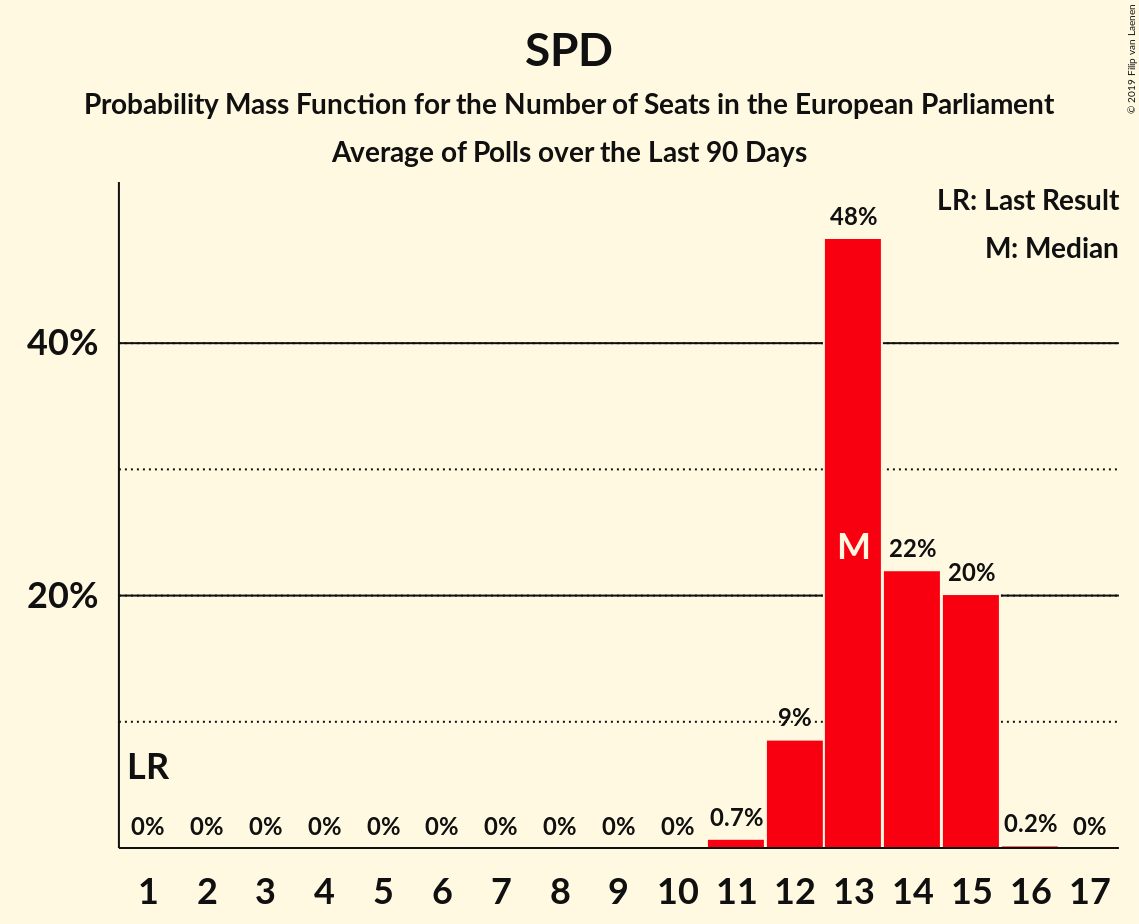 SPD
Probability Mass Function for the Number of Seats in the European Parliament
Average of Polls over the Last 90 Days
© 2019 Filip van Laenen
LR: Last Result
M: Median
48%
40%
M
22%
20%
20%
9%
LR
0% 0% 0% 0% 0% 0% 0% 0% 0% 0% 0.7% 0.2% 0%
1 2 3 4 5 6 7 8 9 10 11 12 13 14 15 16 17